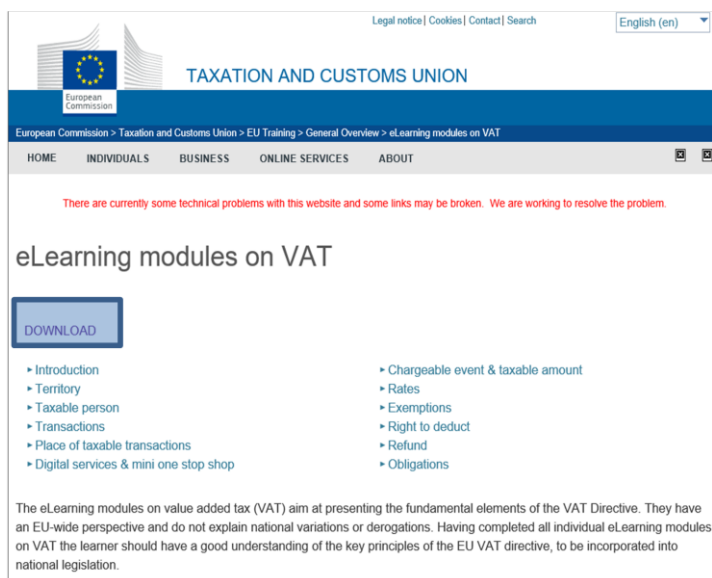 Legal notice | Cookies | Contact | Search
English (en)
European
Commission
TAXATION AND CUSTOMS UNION
European Commission > Taxation and Customs Union > EU Training > General Overview > eLearning modules on VAT
HOME INDIVIDUALS BUSINESS ONLINE SERVICES ABOUT
There are currently some technical problems with this website and some links may be broken. We are working to resolve the problem.
eLearning modules on VAT
DOWNLOAD
Introduction
Territory
Taxable person
Transactions
Place of taxable transactions
Digital services & mini one stop shop
Chargeable event & taxable amount
Rates
Exemptions
Right to deduct
Refund
Obligations
The eLearning modules on value added tax (VAT) aim at presenting the fundamental elements of the VAT Directive. They have
an EU-wide perspective and do not explain national variations or derogations. Having completed all individual eLearning modules
on VAT the learner should have a good understanding of the key principles of the EU VAT directive, to be incorporated into
national legislation.